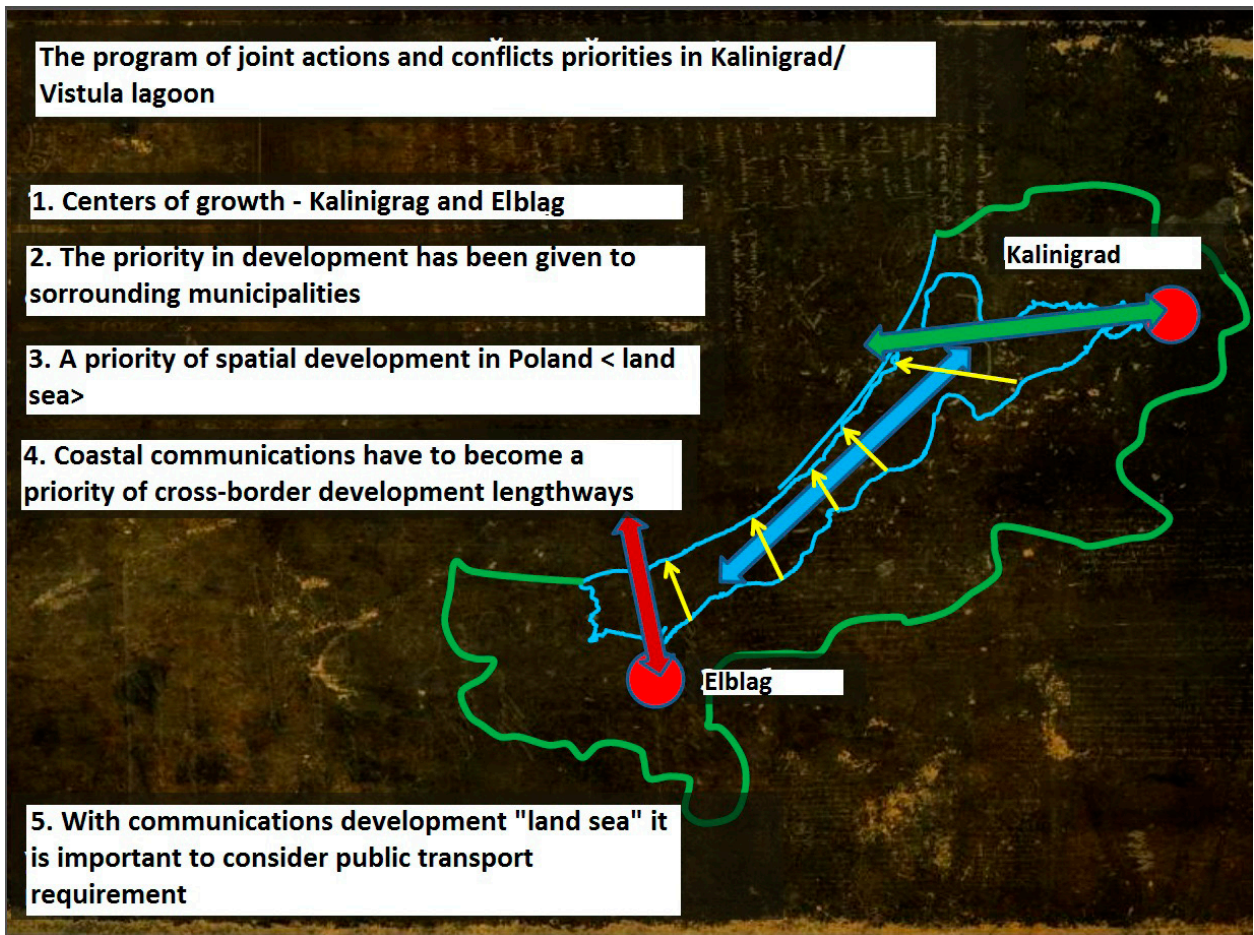 The program of joint actions and conflicts priorities in Kalinigrad/
Vistula lagoon
1. Centers of growth - Kalinigrag and Elblag
2. The priority in development has been given to
sorrounding municipalities
Kalinigrad
3. A priority of spatial development in Poland < land
sea>
4. Coastal communications have to become a
priority of cross-border development lengthways
Elblag
5. With communications development "land sea" it
is important to consider public transport
requirement